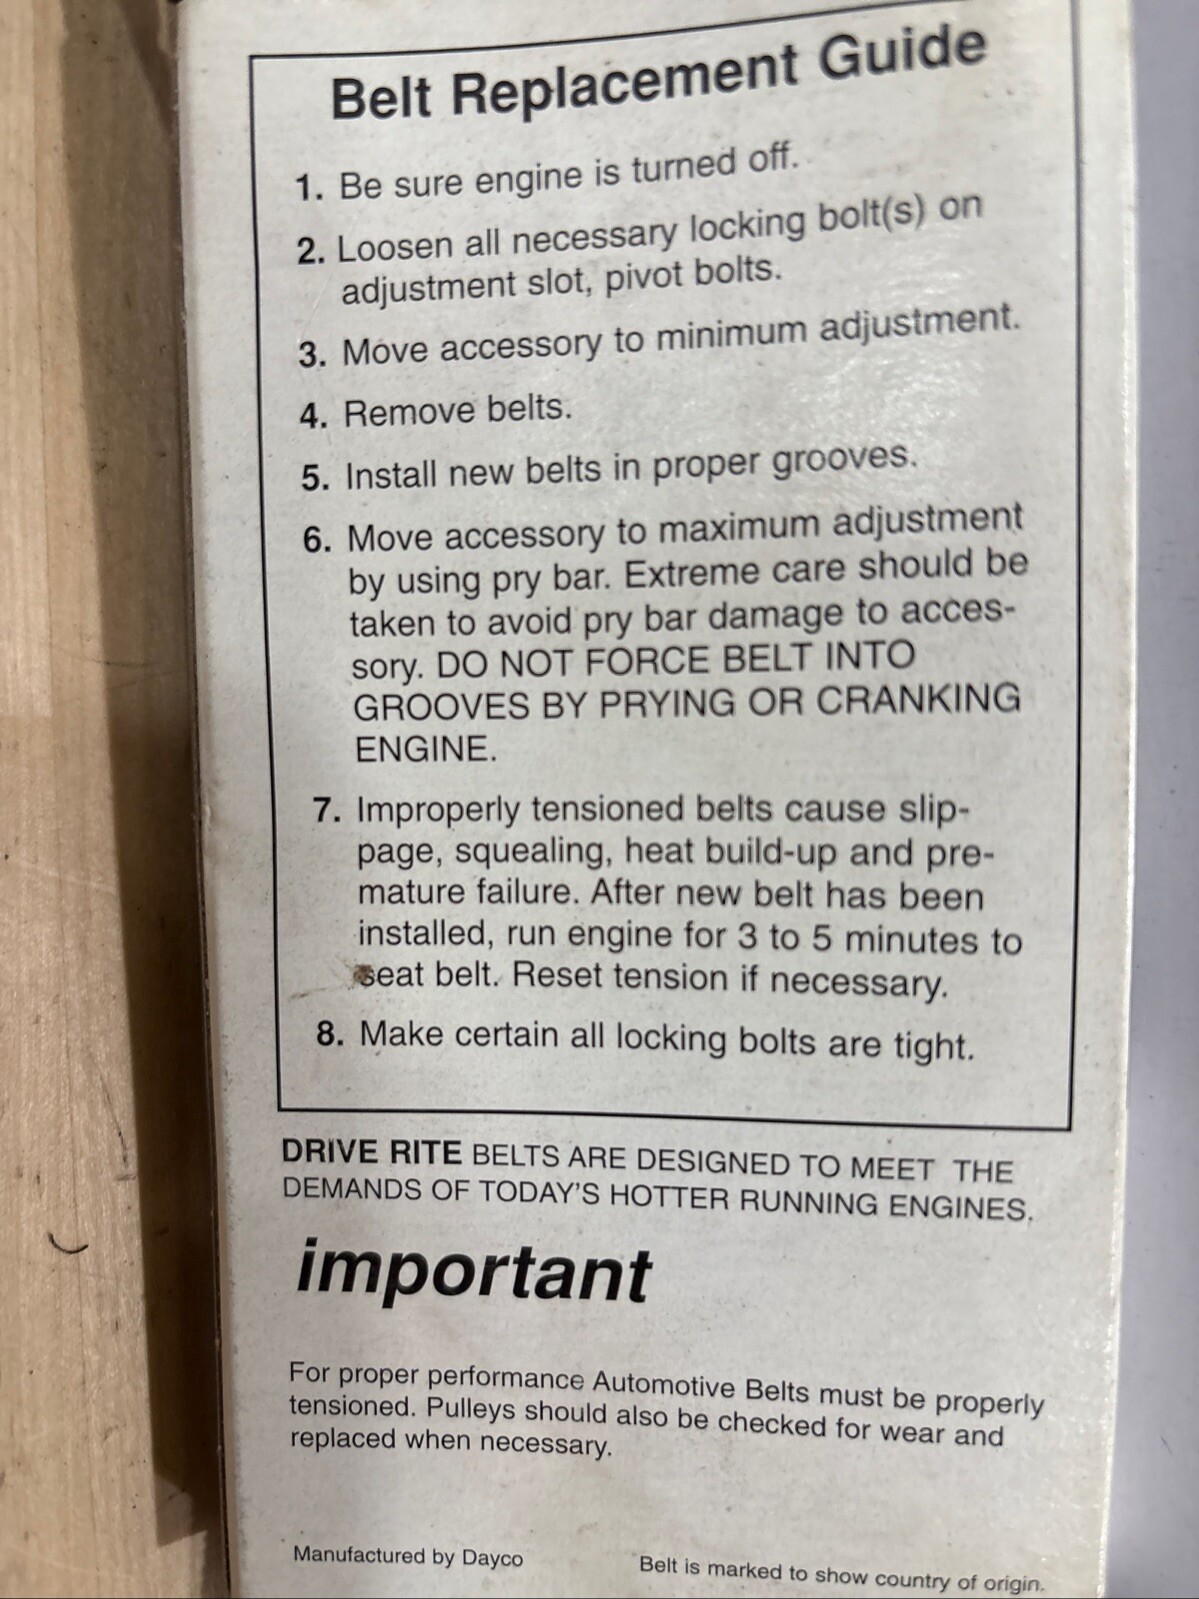 Belt Replacement Guide
1. Be sure engine is turned off.
2. Loosen all necessary locking bolt(s) on
adjustment slot, pivot bolts.
3. Move accessory to minimum adjustment.
4. Remove belts.
5. Install new belts in proper grooves.
6. Move accessory to maximum adjustment
by using pry bar. Extreme care should be
taken to avoid pry bar damage to acces-
sory. DO NOT FORCE BELT INTO
GROOVES BY PRYING OR CRANKING
ENGINE.
7. Improperly tensioned belts cause slip-
page, squealing, heat build-up and pre-
mature failure. After new belt has been
installed, run engine for 3 to 5 minutes to
seat belt. Reset tension if necessary.
8. Make certain all locking bolts are tight.
DRIVE RITE BELTS ARE DESIGNED TO MEET THE
DEMANDS OF TODAY'S HOTTER RUNNING ENGINES.
important
For proper performance Automotive Belts must be properly
tensioned. Pulleys should also be checked for wear and
replaced when necessary.
Manufactured by Dayco
Belt is marked to show country of origin.